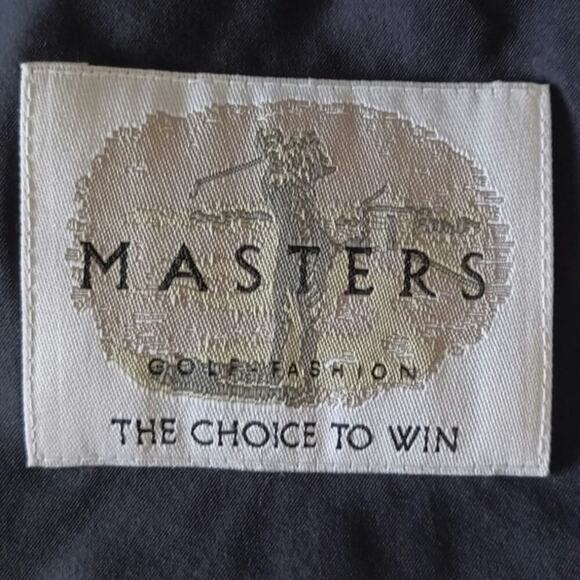 MASTERS
GOLF-FASHION
THE CHOICE TO WIN